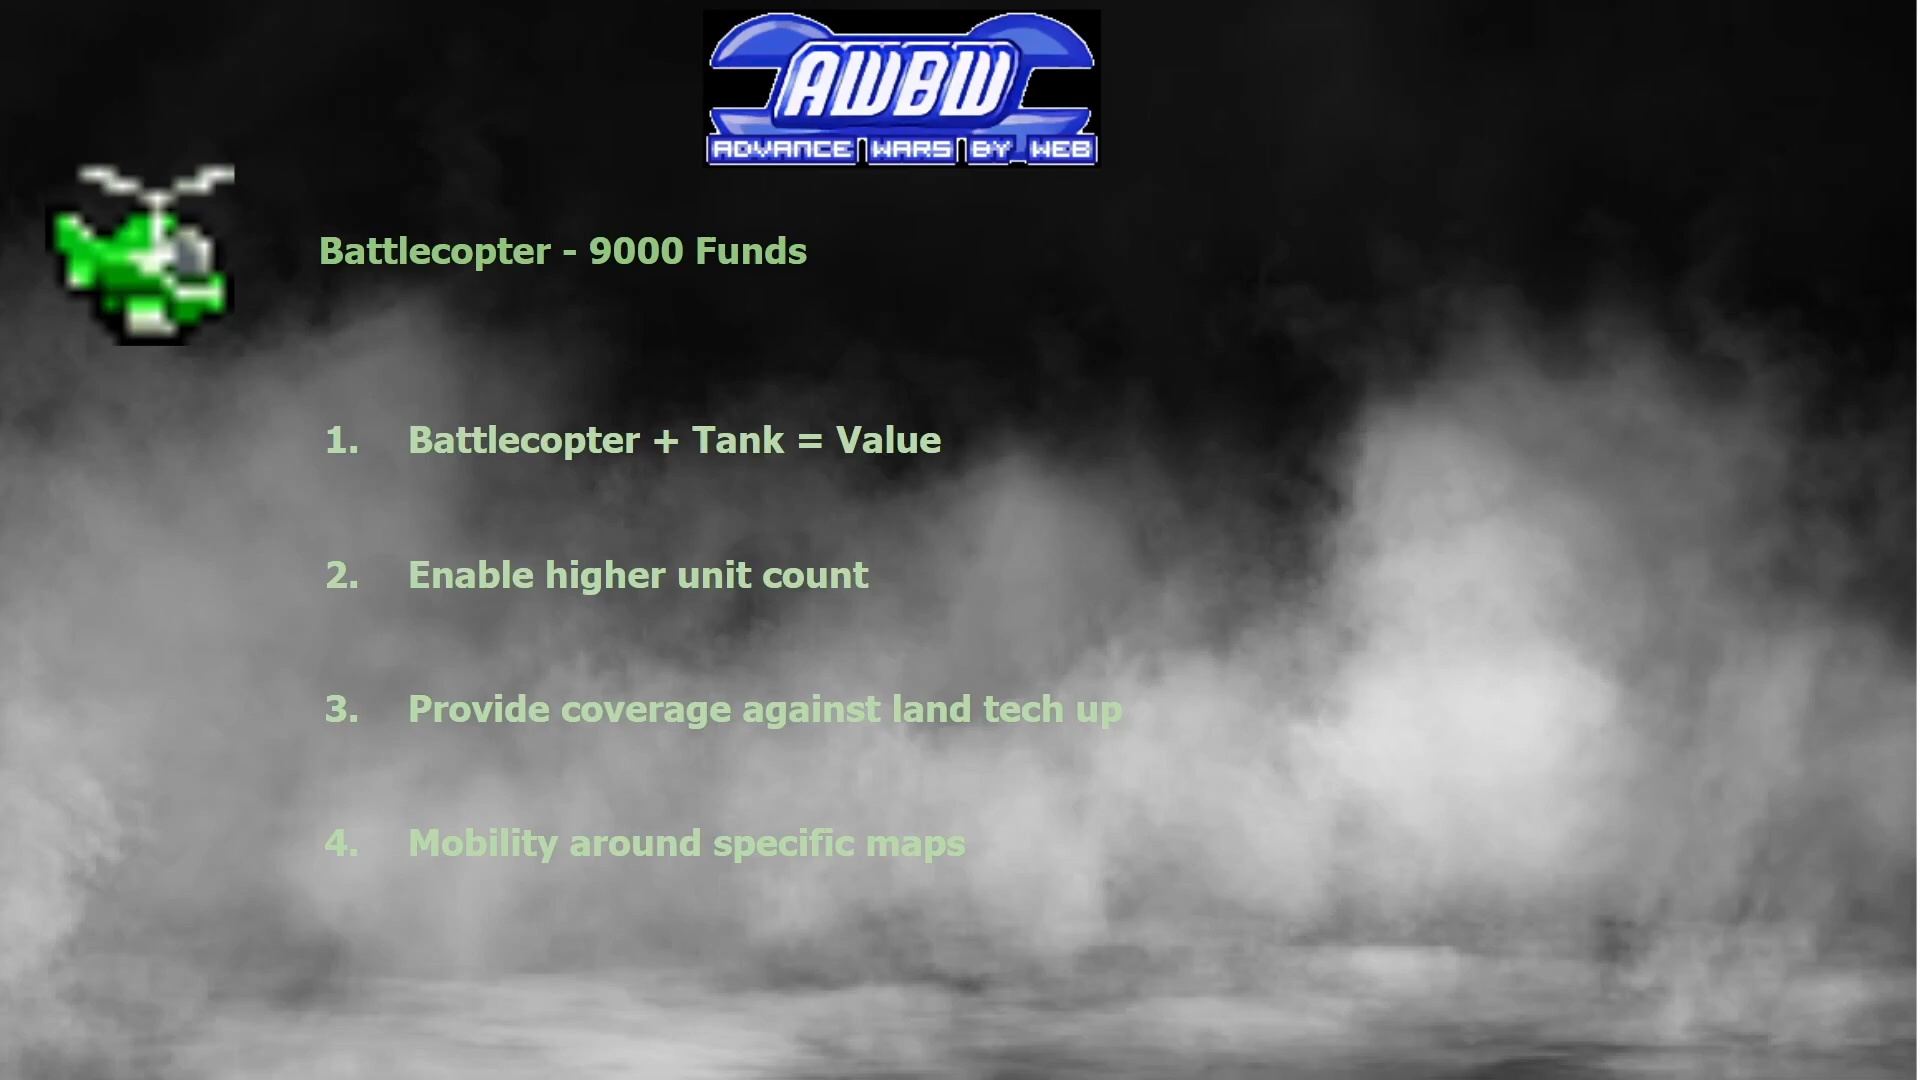 AWBW
ADVANCE WARS BY WEB
Battlecopter - 9000 Funds
1. Battlecopter + Tank = Value
2. Enable higher unit count
3. Provide coverage against land tech up
4. Mobility around specific maps